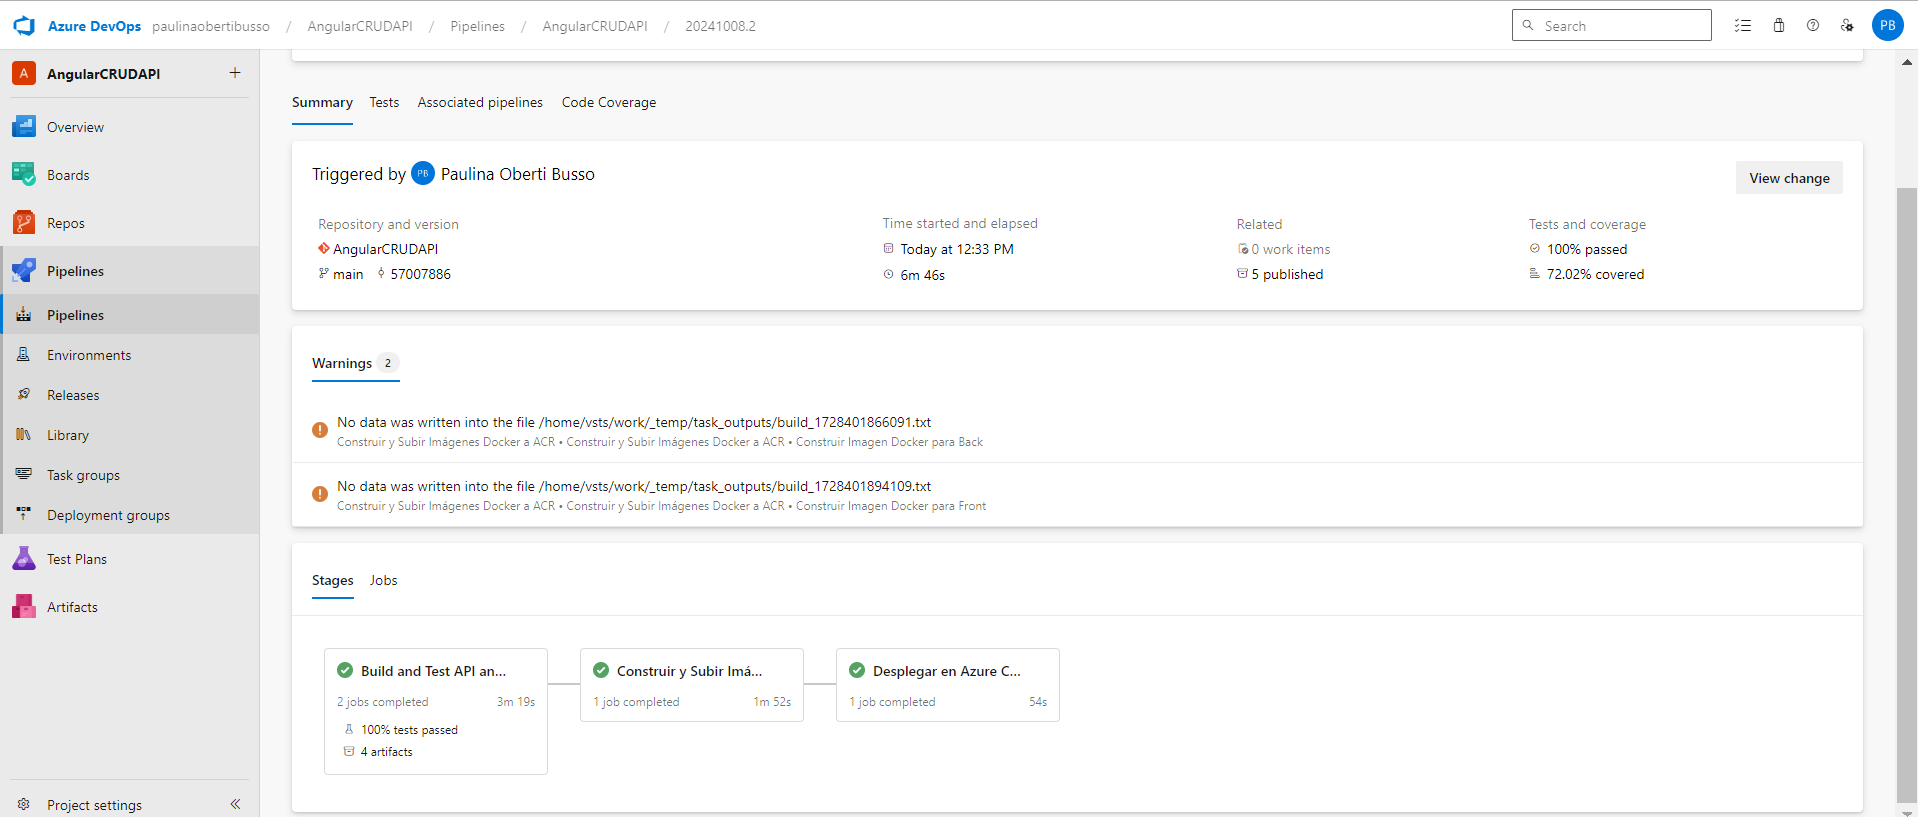 Azure DevOps paulinaobertibusso / AngularCRUDAPI / Pipelines / AngularCRUDAPI / 20241008.2
Search
PB
A AngularCRUDAPI +
Overview
Boards
Repos
Pipelines
Pipelines
Environments
Releases
Library
Task groups
Deployment groups
Test Plans
Artifacts
Project settings
Summary Tests Associated pipelines Code Coverage
Triggered by PB Paulina Oberti Busso
View change
Repository and version
AngularCRUDAPI
main 57007886
Time started and elapsed
Today at 12:33 PM
6m 46s
Related
0 work items
5 published
Tests and coverage
100% passed
72.02% covered
Warnings 2
No data was written into the file /home/vsts/work/_temp/task_outputs/build_1728401866091.txt
Construir y Subir Imágenes Docker a ACR • Construir y Subir Imágenes Docker a ACR • Construir Imagen Docker para Back
No data was written into the file /home/vsts/work/_temp/task_outputs/build_1728401894109.txt
Construir y Subir Imágenes Docker a ACR • Construir y Subir Imágenes Docker a ACR • Construir Imagen Docker para Front
Stages Jobs
Build and Test API an...
2 jobs completed 3m 19s
100% tests passed
4 artifacts
Construir y Subir Imá...
1 job completed 1m 52s
Desplegar en Azure C...
1 job completed 54s